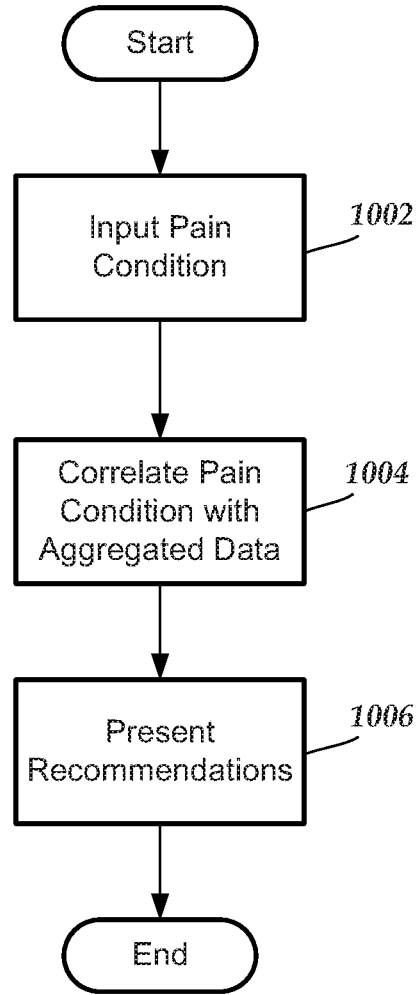 Start
Input Pain
Condition
1002
Correlate Pain
Condition with
Aggregated Data
1004
Present
Recommendations
1006
End